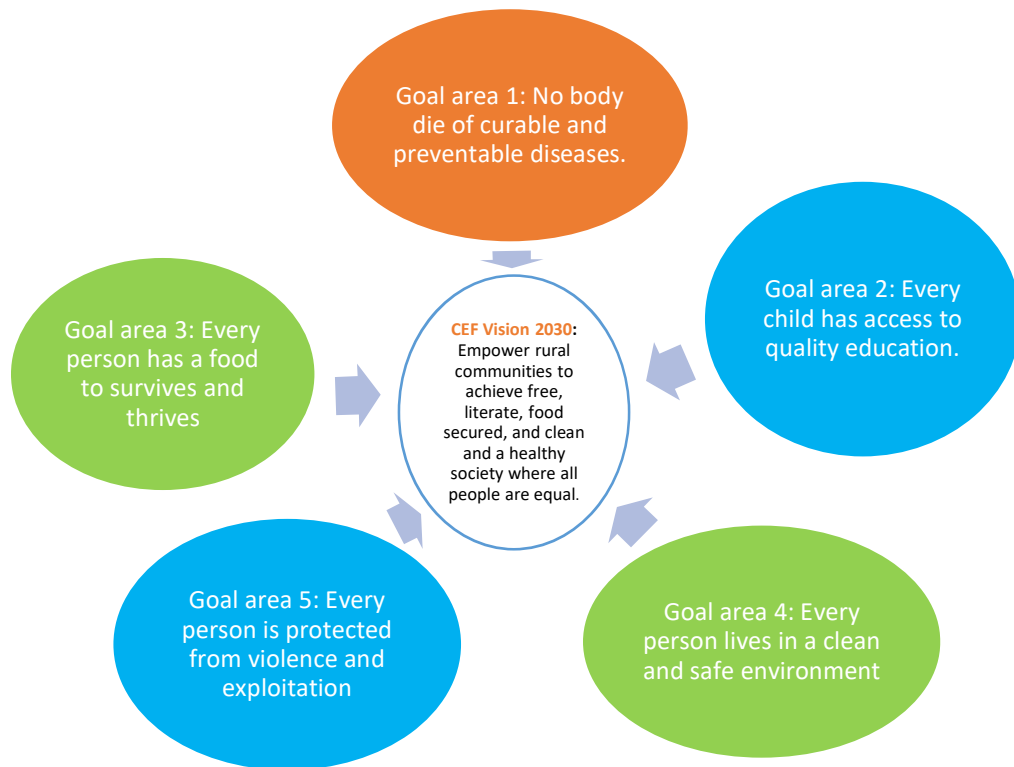 Goal area 1: No body
die of curable and
preventable diseases.
Goal area 2: Every
child has access to
quality education.
Goal area 3: Every
person has a food
to survives and
thrives
CEF Vision 2030:
Empower rural
communities to
achieve free,
literate, food
secured, and clean
and a healthy
society where all
people are equal.
Goal area 5: Every
person is protected
from violence and
exploitation
Goal area 4: Every
person lives in a clean
and safe environment